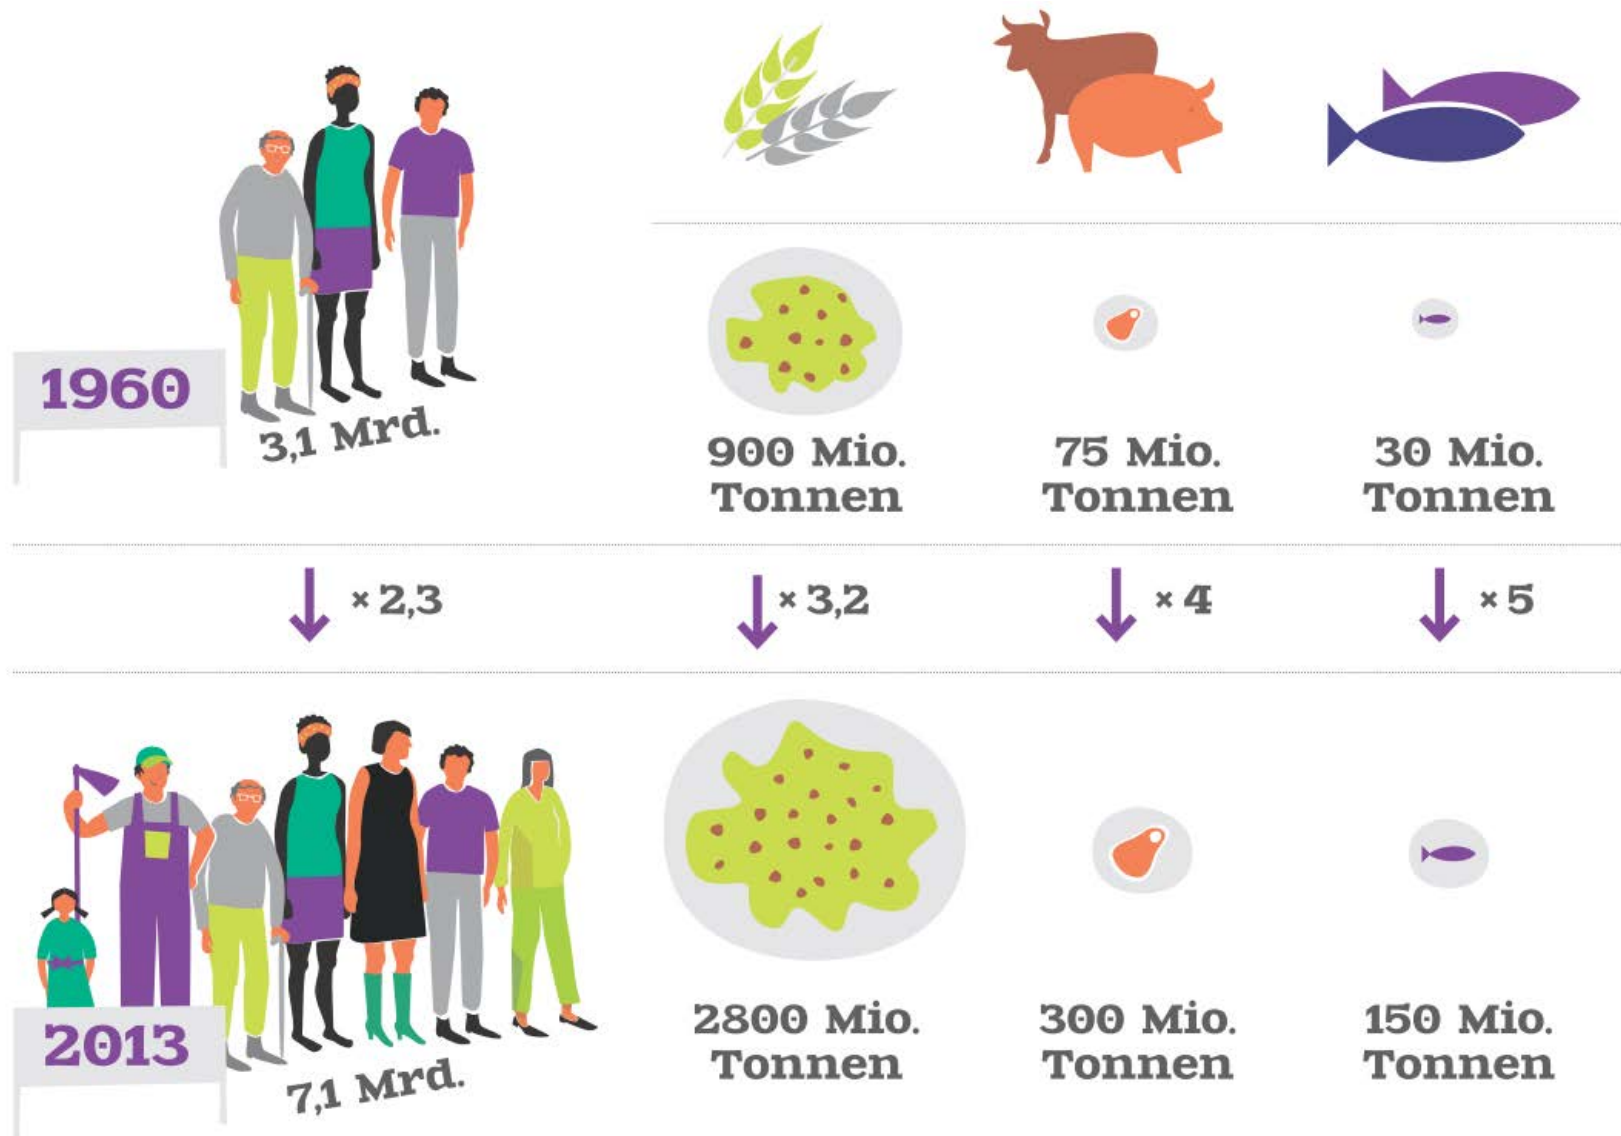 1960
3,1 Mrd.
900 Mio.
Tonnen
75 Mio.
Tonnen
30 Mio.
Tonnen
× 2,3
× 3,2
× 4
× 5
2013
7,1 Mrd.
2800 Mio.
Tonnen
300 Mio.
Tonnen
150 Mio.
Tonnen